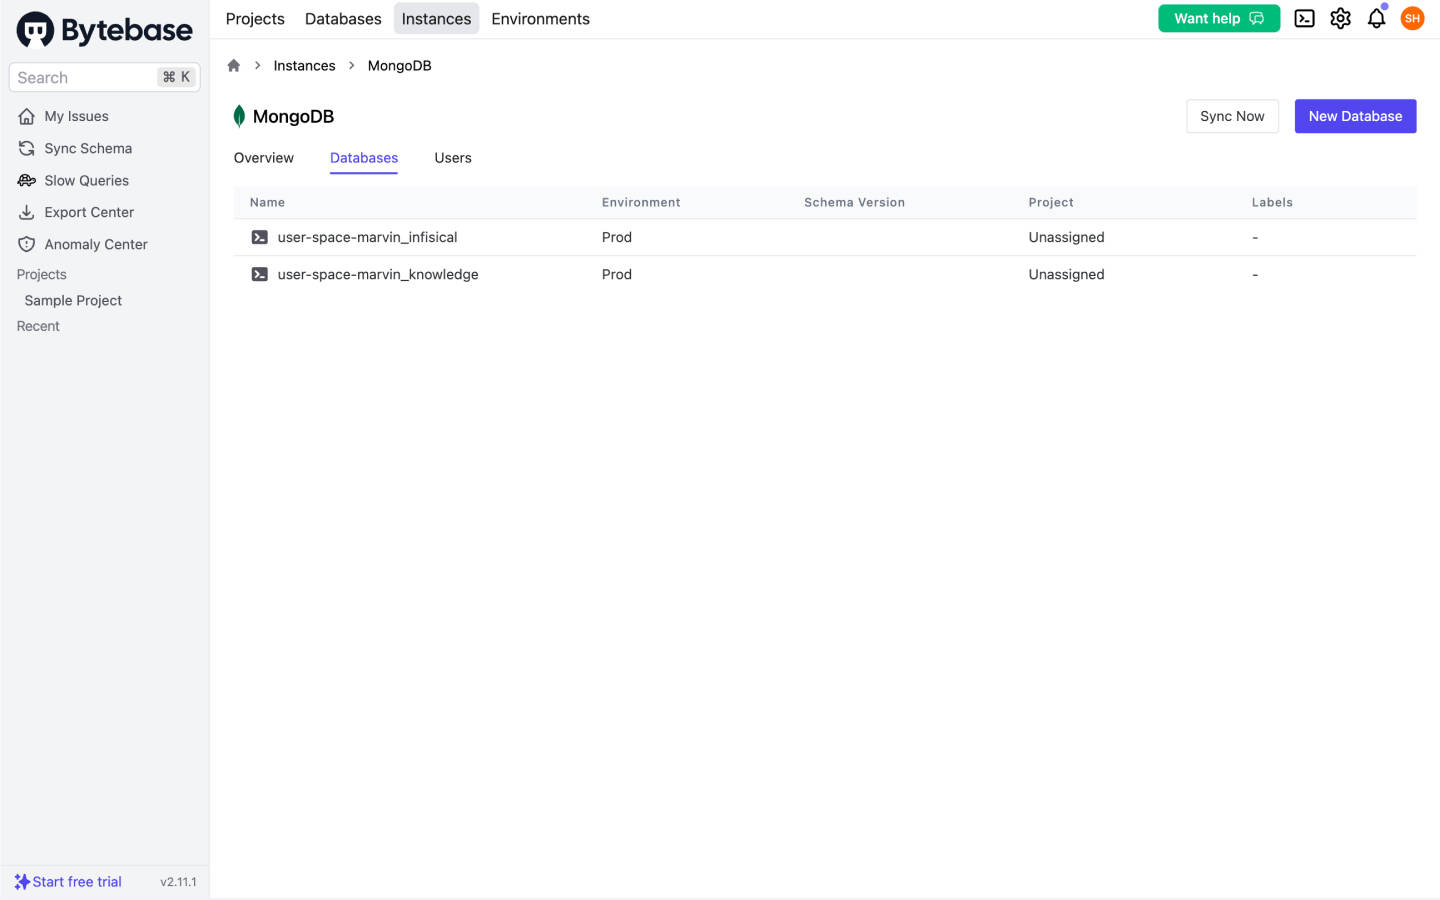 Bytebase
Projects Databases Instances Environments
Want help
SH
Search ⌘ K
Instances > MongoDB
My Issues
Sync Schema
Slow Queries
Export Center
Anomaly Center
Projects
Sample Project
Recent
MongoDB
Sync Now
New Database
Overview Databases Users
Name Environment Schema Version Project Labels
user-space-marvin_infisical Prod Unassigned -
user-space-marvin_knowledge Prod Unassigned -
Start free trial v2.11.1